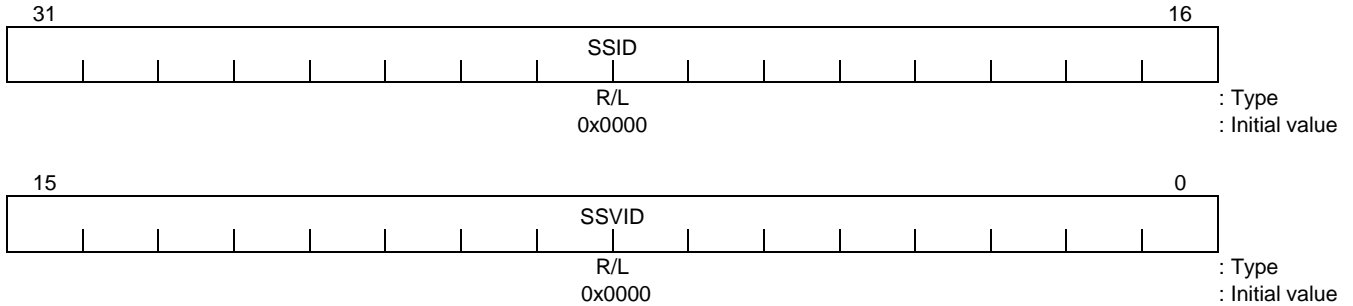 31 16
SSID
R/L : Type
0x0000 : Initial value
15 0
SSVID
R/L : Type
0x0000 : Initial value